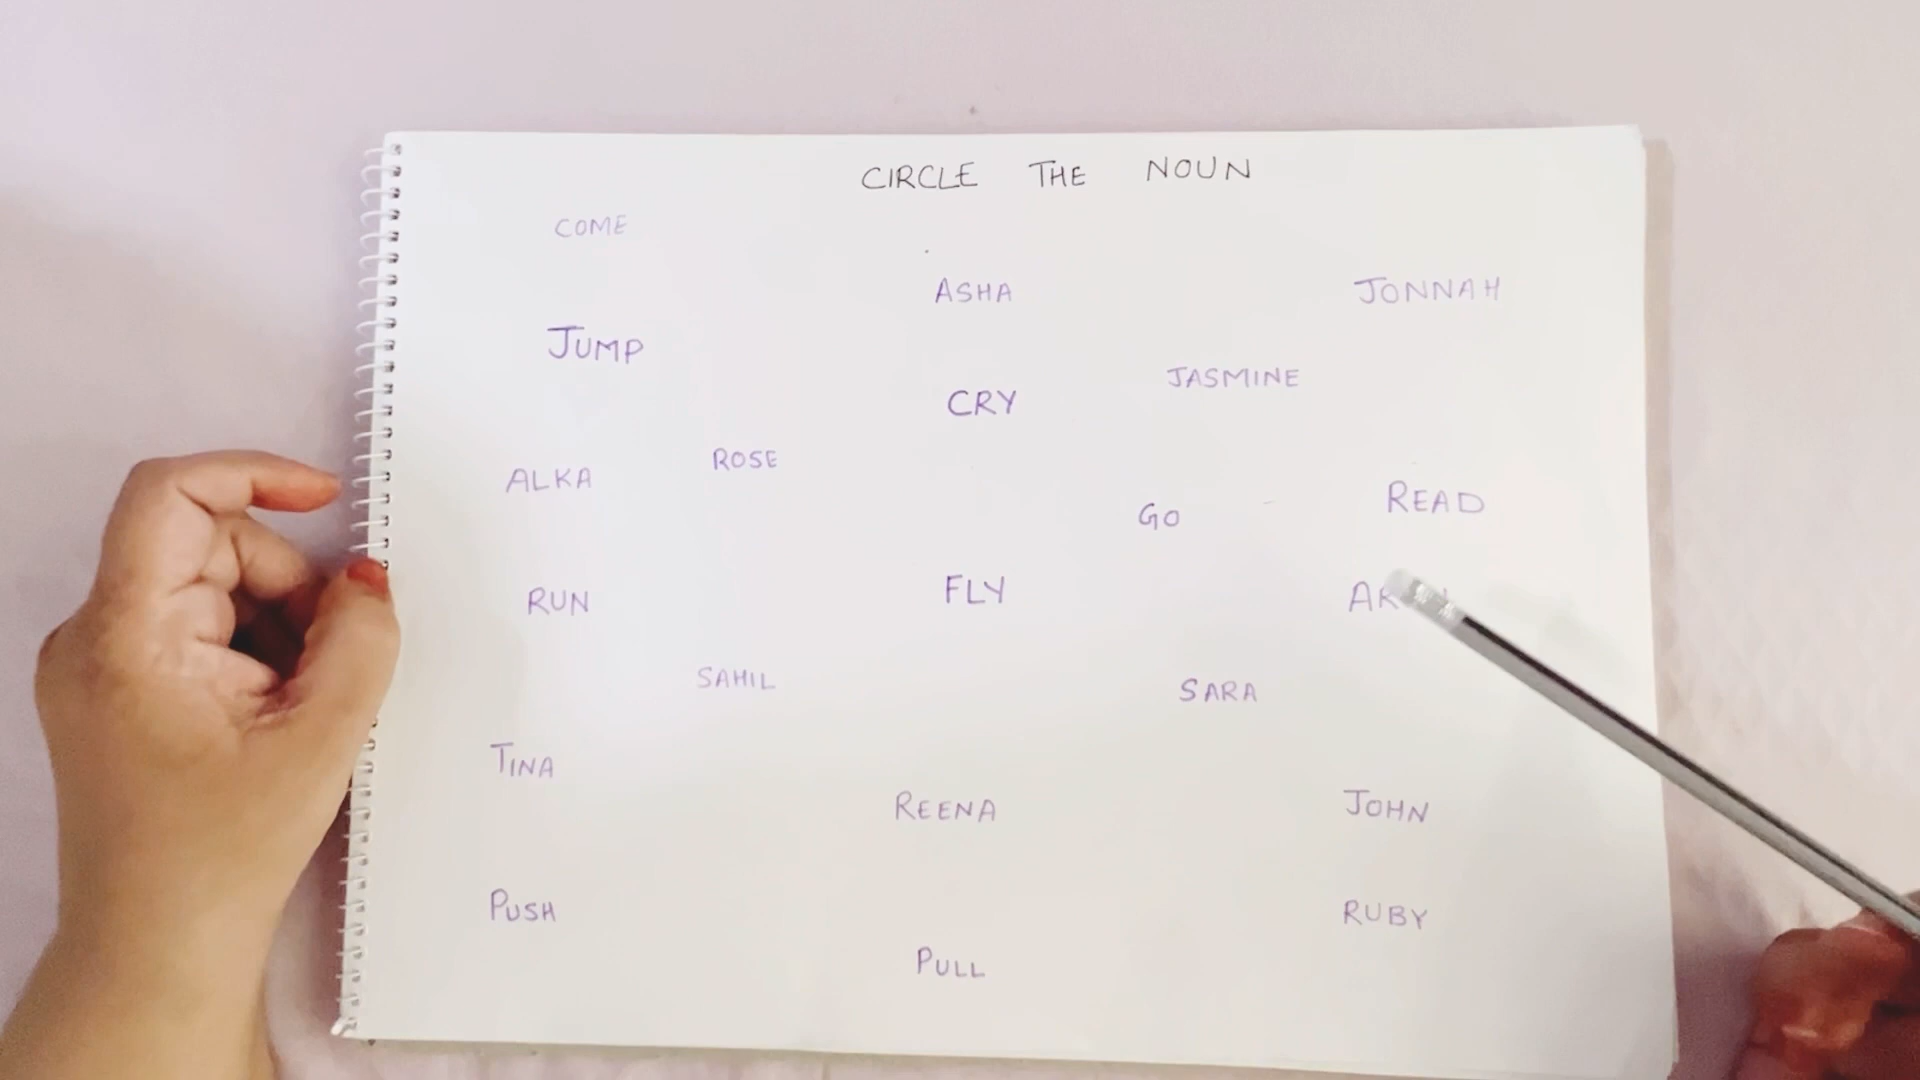 CIRCLE THE NOUN
COME
ASHA
JONNAH
JUMP
JASMINE
CRY
ROSE
ALKA
READ
GO
FLY
RUN
SAHIL
SARA
TINA
REENA
JOHN
PUSH
RUBY
PULL